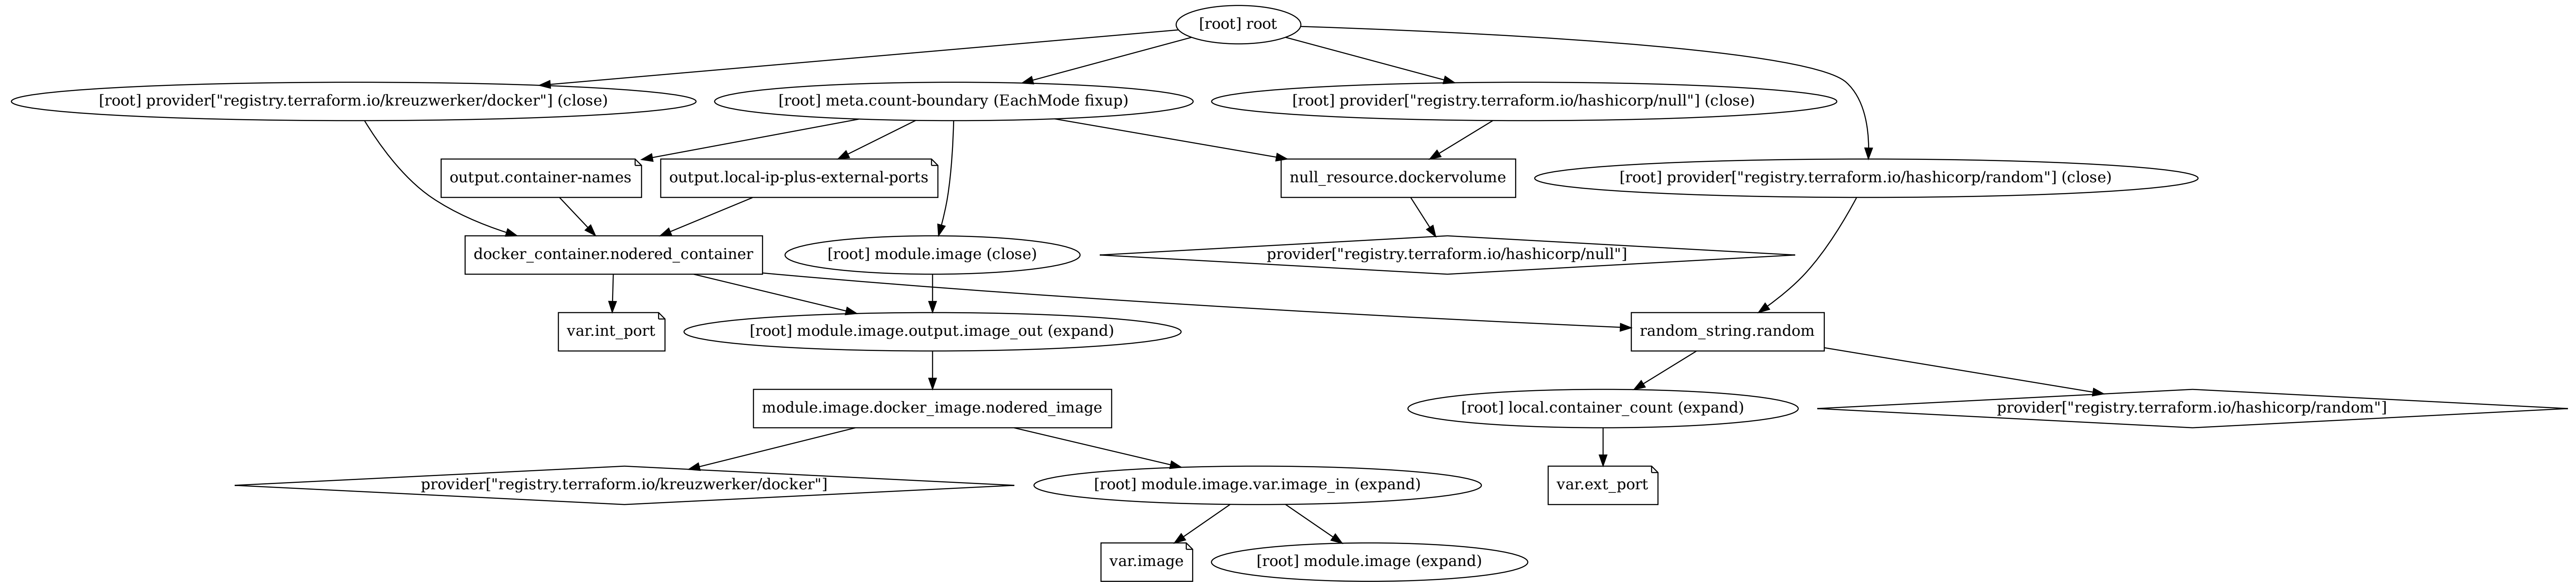 [root] root
[root] provider["registry.terraform.io/kreuzwerker/docker"] (close)
[root] meta.count-boundary (EachMode fixup)
[root] provider["registry.terraform.io/hashicorp/null"] (close)
output.container-names
output.local-ip-plus-external-ports
null_resource.dockervolume
[root] provider["registry.terraform.io/hashicorp/random"] (close)
docker_container.nodered_container
[root] module.image (close)
provider["registry.terraform.io/hashicorp/null"]
var.int_port
[root] module.image.output.image_out (expand)
random_string.random
module.image.docker_image.nodered_image
[root] local.container_count (expand)
provider["registry.terraform.io/hashicorp/random"]
provider["registry.terraform.io/kreuzwerker/docker"]
[root] module.image.var.image_in (expand)
var.ext_port
var.image
[root] module.image (expand)